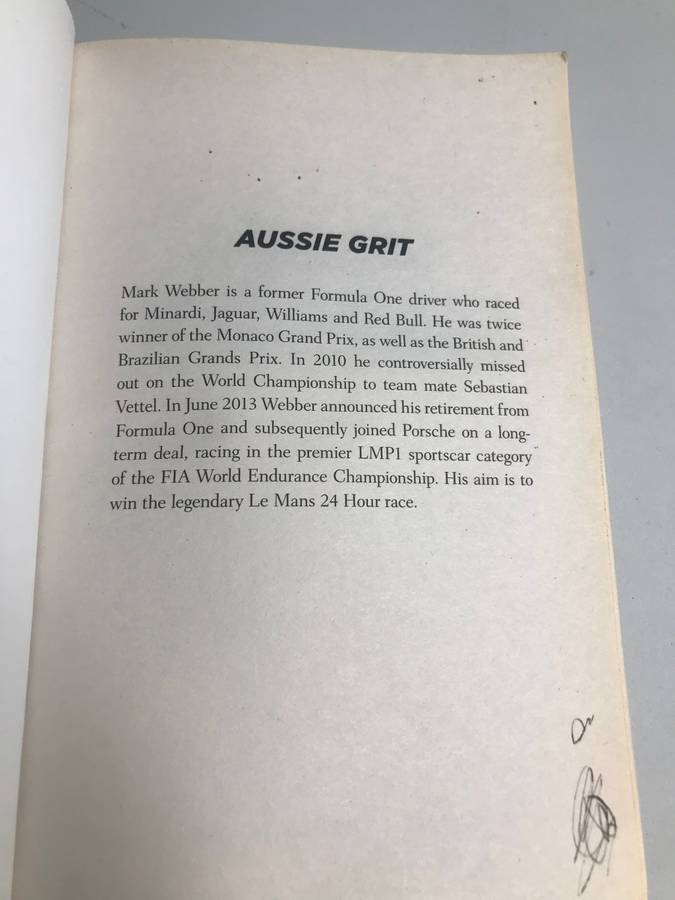 AUSSIE GRIT
Mark Webber is a former Formula One driver who raced
for Minardi, Jaguar, Williams and Red Bull. He was twice
winner of the Monaco Grand Prix, as well as the British and
Brazilian Grands Prix. In 2010 he controversially missed
out on the World Championship to team mate Sebastian
Vettel. In June 2013 Webber announced his retirement from
Formula One and subsequently joined Porsche on a long-
term deal, racing in the premier LMP1 sportscar category
of the FIA World Endurance Championship. His aim is to
win the legendary Le Mans 24 Hour race.